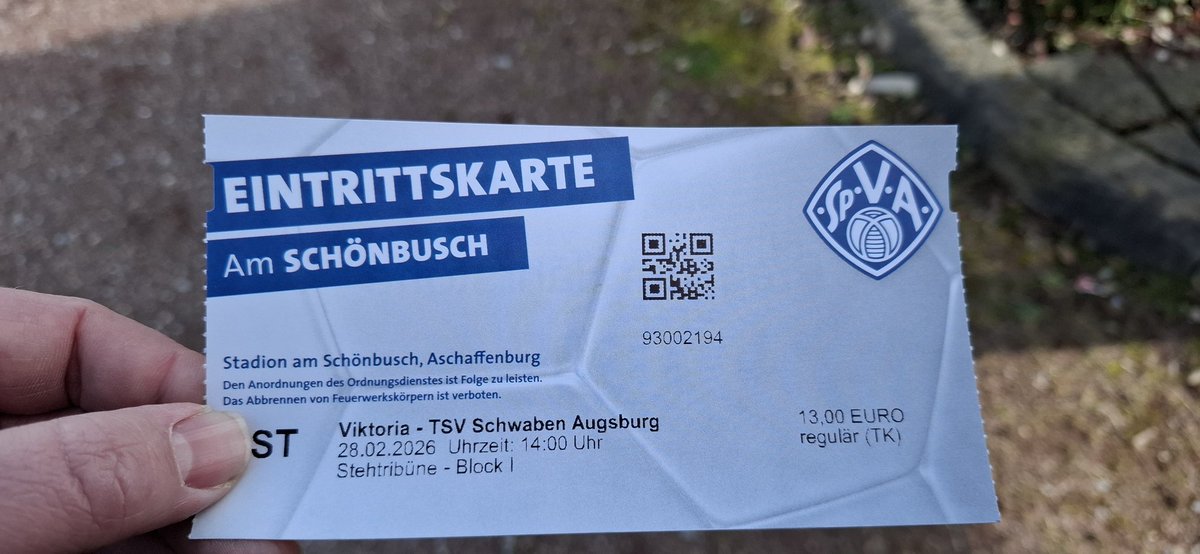 EINTRITTSKARTE
Am SCHÖNBUSCH
Sp·V·A·
93002194
Stadion am Schönbusch, Aschaffenburg
Den Anordnungen des Ordnungsdienstes ist Folge zu leisten.
Das Abbrennen von Feuerwerkskörpern ist verboten.
ST
Viktoria - TSV Schwaben Augsburg
28.02.2026 Uhrzeit: 14:00 Uhr
Stehtribüne - Block I
13,00 EURO
regulär (TK)